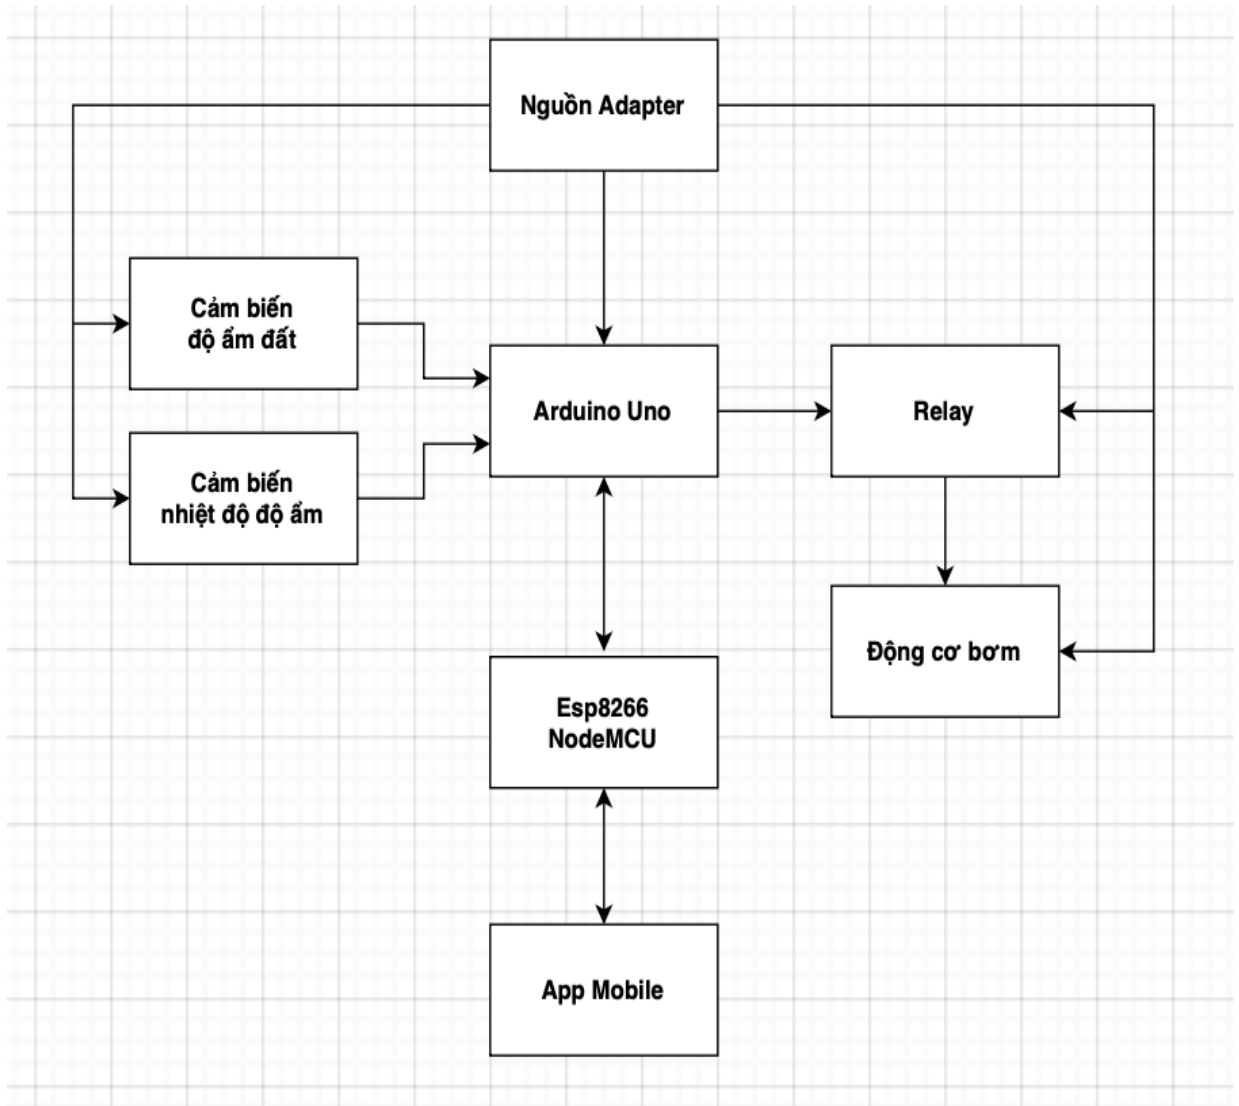 Nguồn Adapter
Cảm biến
độ ẩm đất
Arduino Uno
Relay
Cảm biến
nhiệt độ độ ẩm
Động cơ bơm
Esp8266
NodeMCU
App Mobile